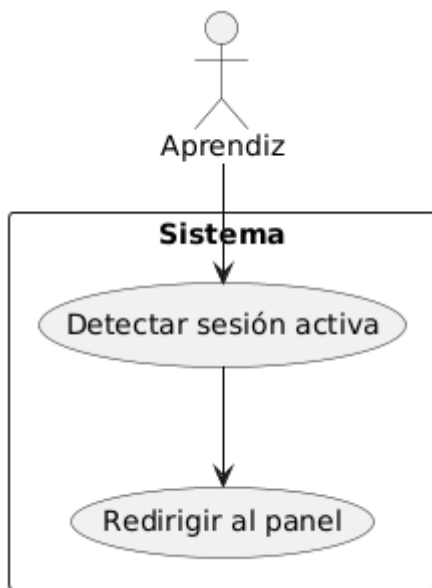 Aprendiz
Sistema
Detectar sesión activa
Redirigir al panel